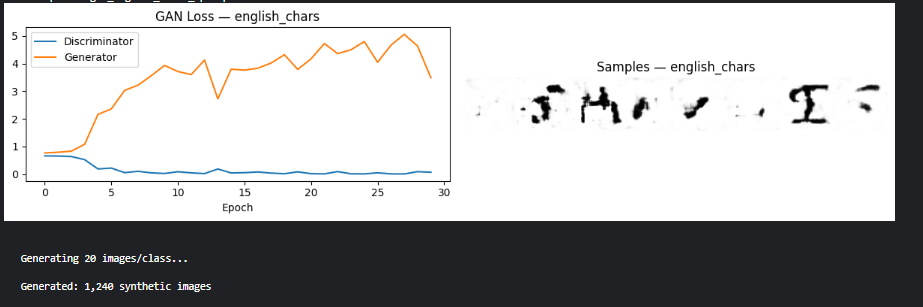 GAN Loss — english_chars
Discriminator
Generator
5
4
3
2
1
0
0 5 10 15 20 25 30
Epoch
Samples — english_chars
I
Generating 20 images/class...
Generated: 1,240 synthetic images